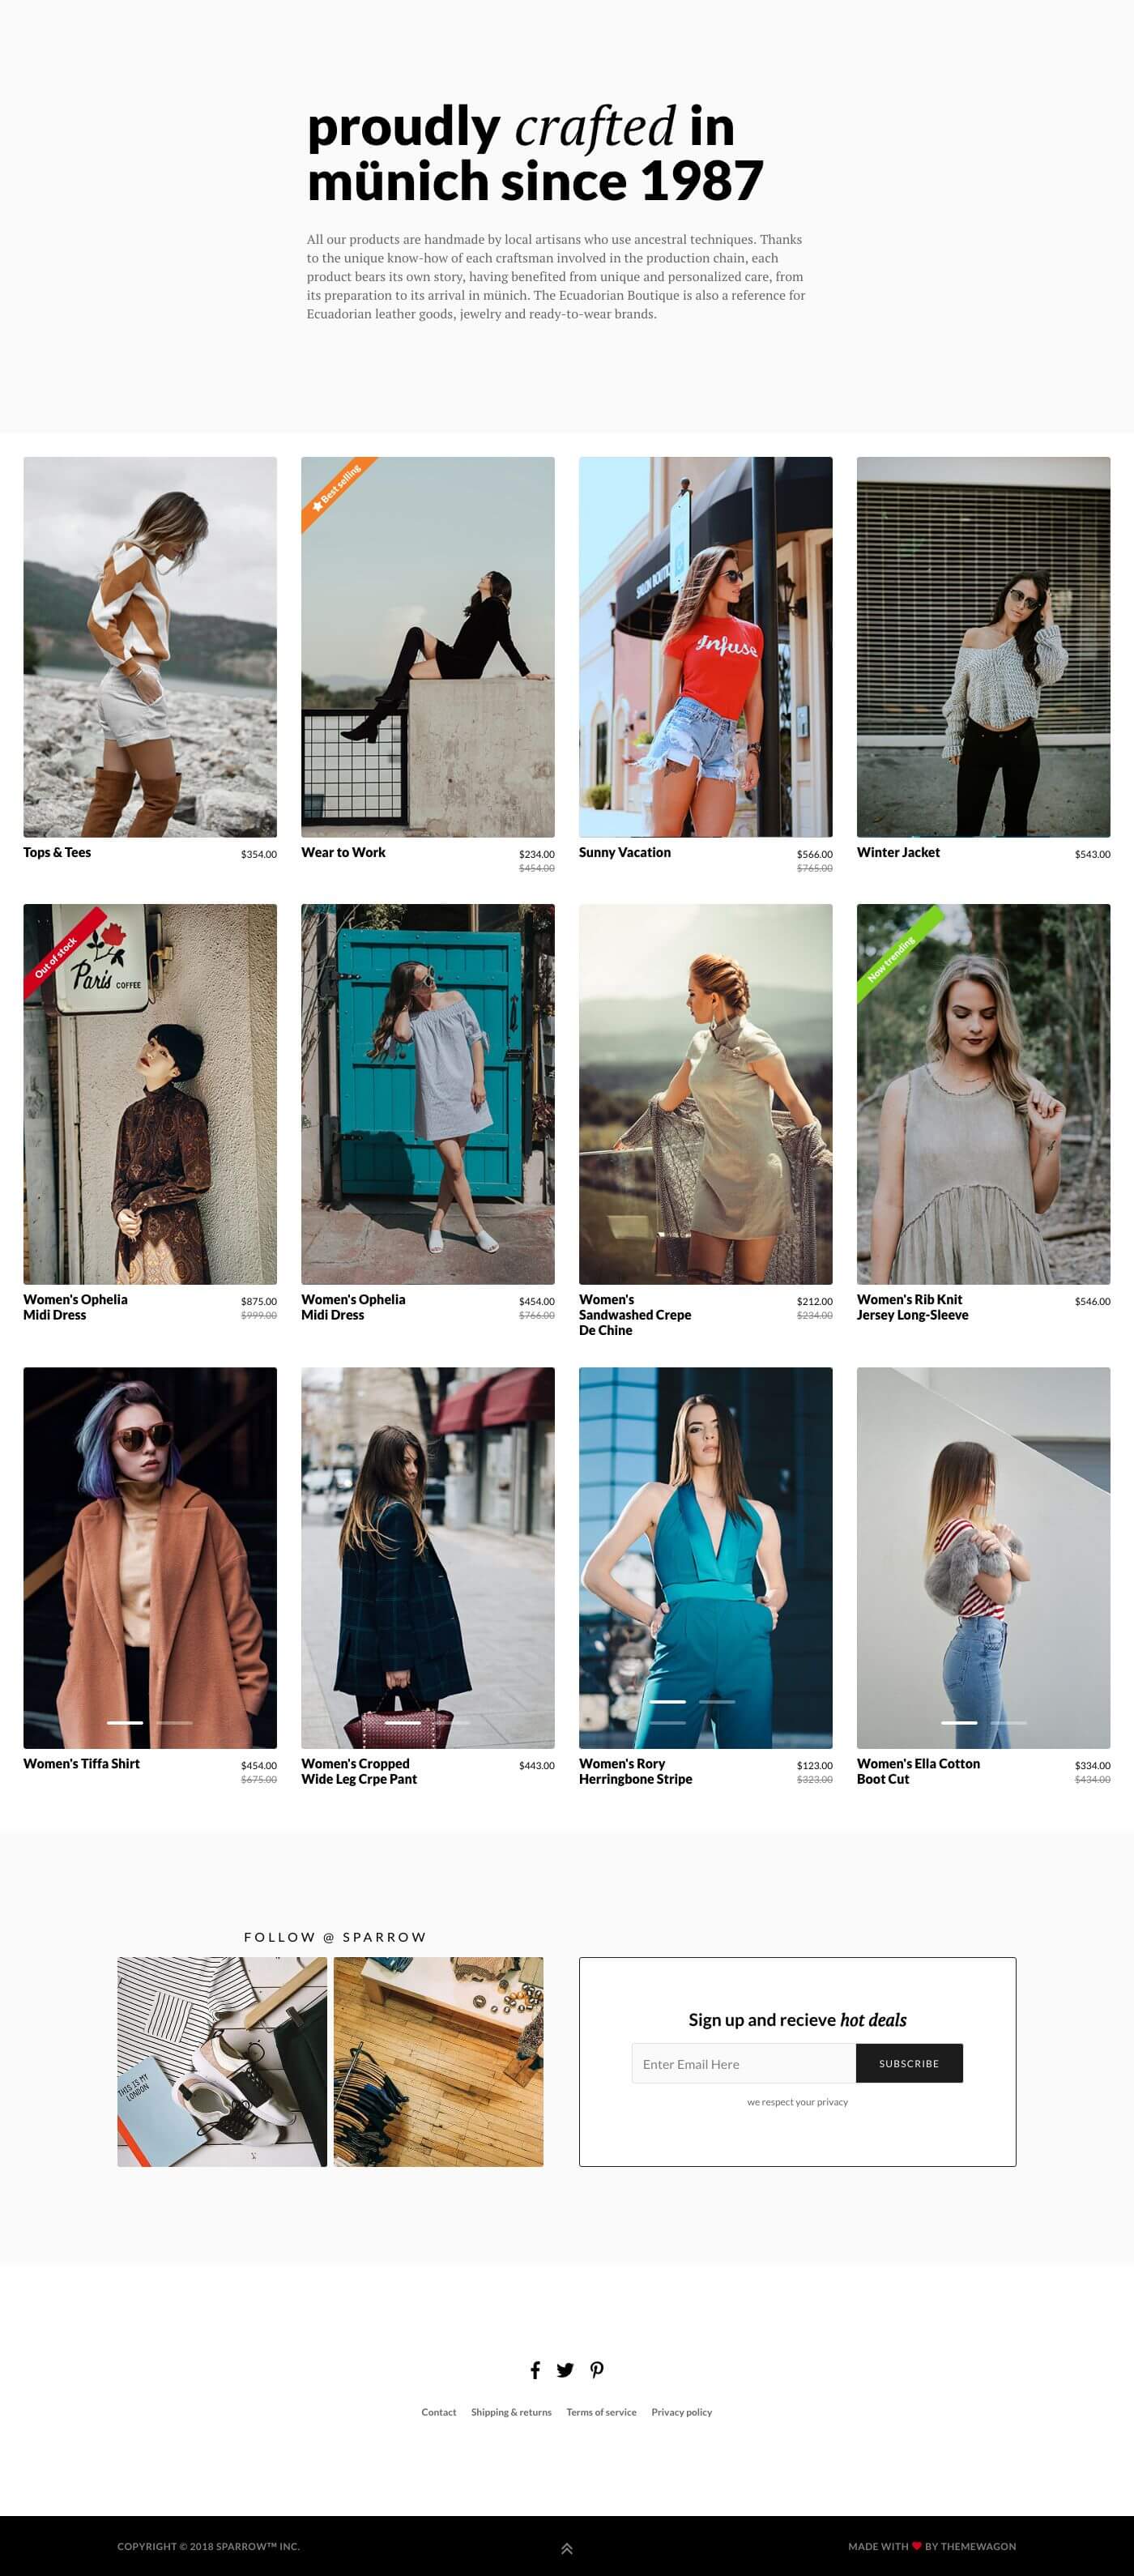 proudly crafted in
münich since 1987
All our products are handmade by local artisans who use ancestral techniques. Thanks
to the unique know-how of each craftsman involved in the production chain, each
product bears its own story, having benefited from unique and personalized care, from
its preparation to its arrival in münich. The Ecuadorian Boutique is also a reference for
Ecuadorian leather goods, jewelry and ready-to-wear brands.
Best selling
Infuse
Tops & Tees
$354.00
Wear to Work
$234.00
$454.00
Sunny Vacation
$566.00
$765.00
Winter Jacket
$543.00
Out of stock
Paris COFFEE
Now trending
Women's Ophelia
Midi Dress
$875.00
$999.00
Women's Ophelia
Midi Dress
$454.00
$766.00
Women's
Sandwashed Crepe
De Chine
$212.00
$234.00
Women's Rib Knit
Jersey Long-Sleeve
$546.00
Women's Tiffa Shirt
$454.00
$675.00
Women's Cropped
Wide Leg Crpe Pant
$443.00
Women's Rory
Herringbone Stripe
$123.00
$323.00
Women's Ella Cotton
Boot Cut
$334.00
$434.00
FOLLOW @ SPARROW
THIS IS MY
LONDON
Sign up and recieve hot deals
Enter Email Here
SUBSCRIBE
we respect your privacy
Contact
Shipping & returns
Terms of service
Privacy policy
COPYRIGHT © 2018 SPARROW™ INC.
MADE WITH ❤ BY THEMEWAGON